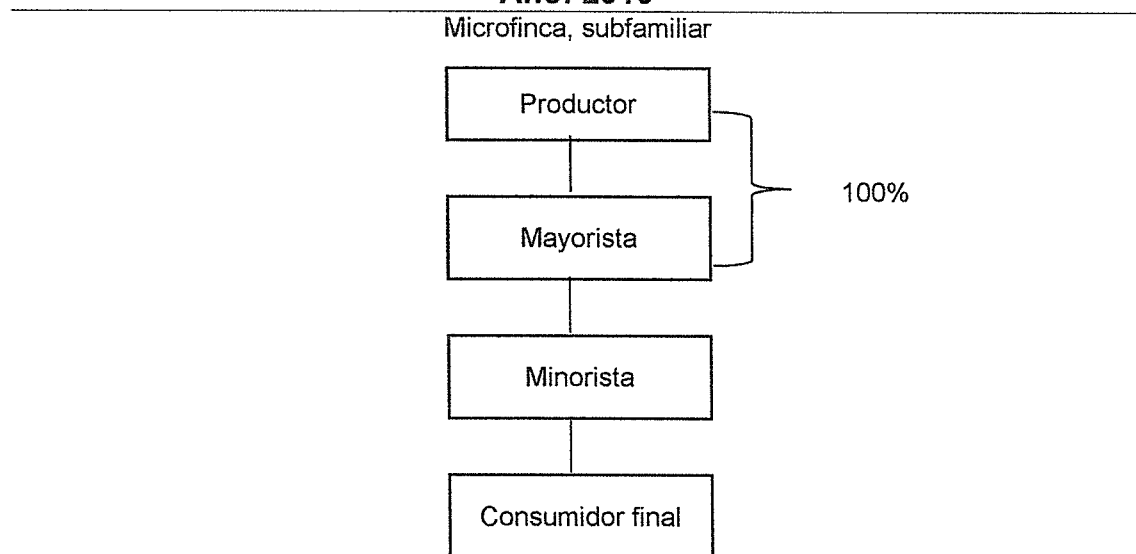 Microfinca, subfamiliar
Productor
100%
Mayorista
Minorista
Consumidor final